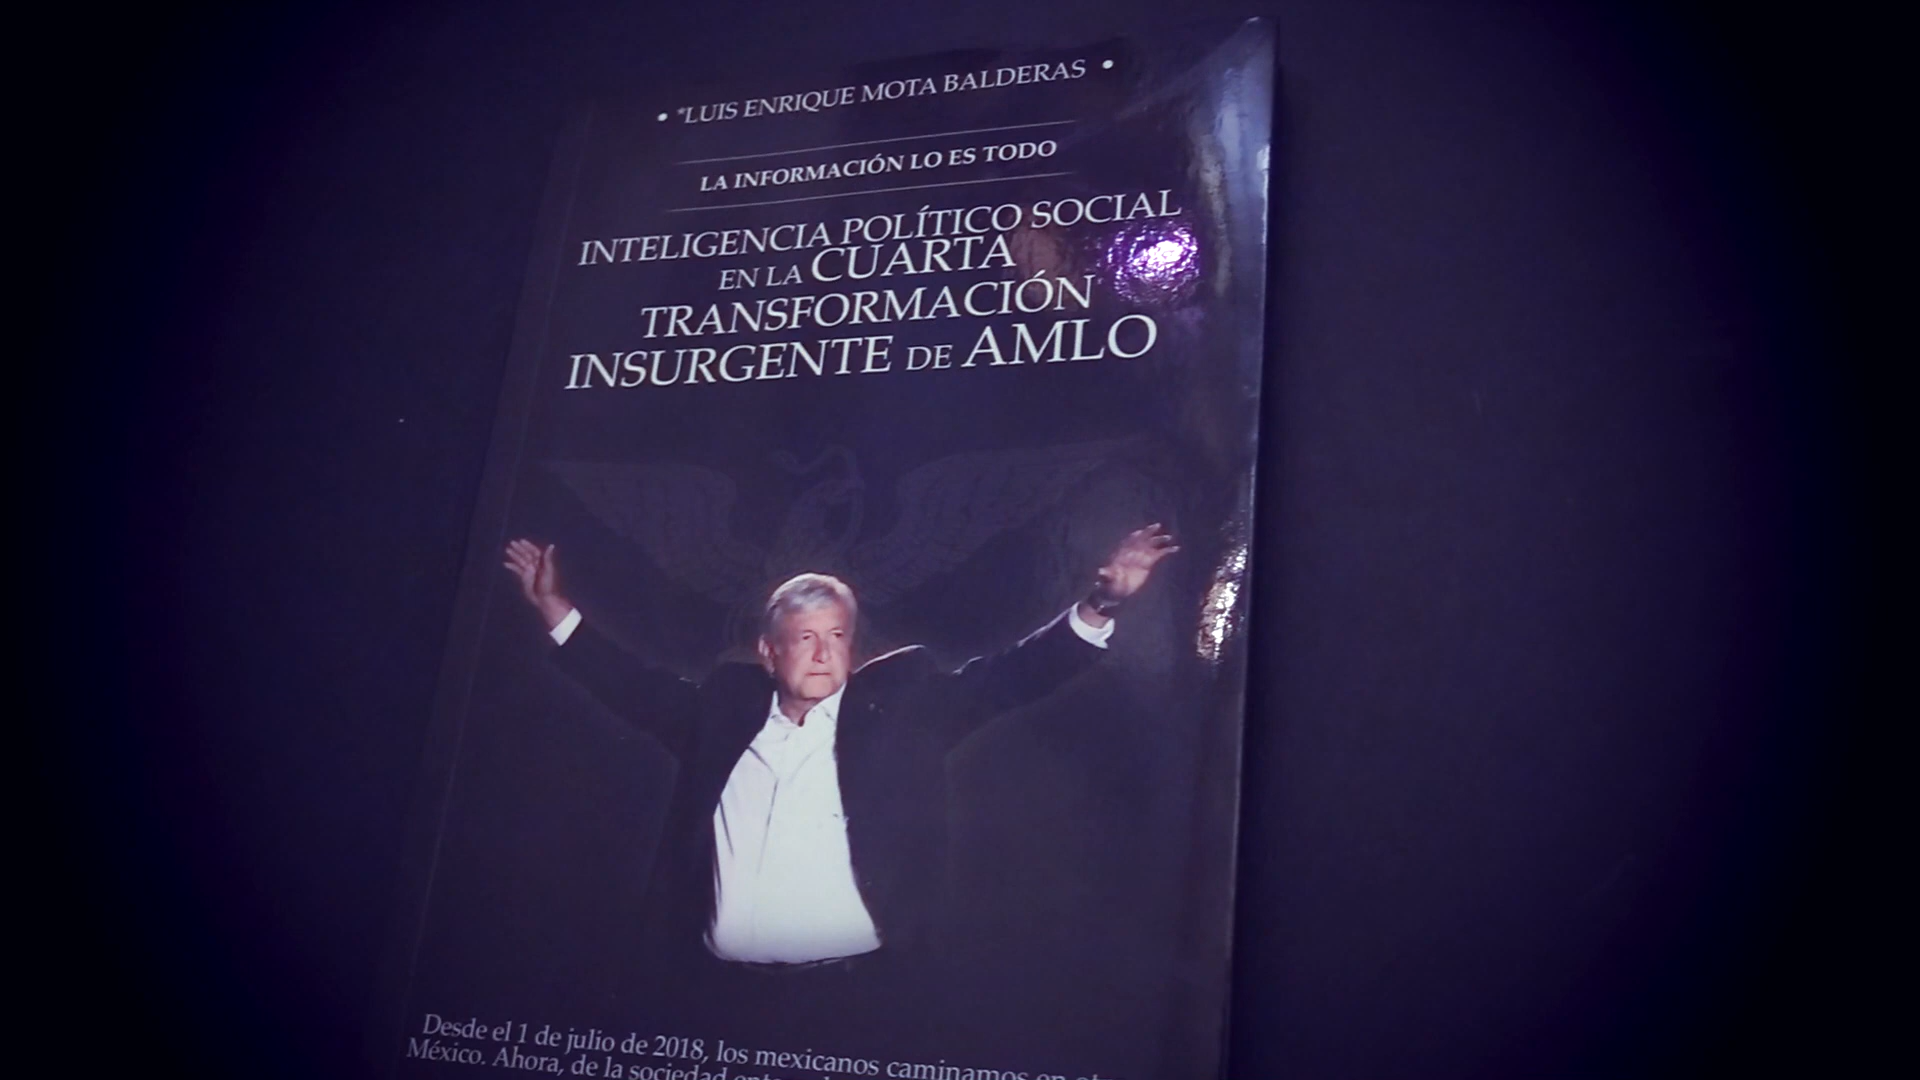 • *LUIS ENRIQUE MOTA BALDERAS •
LA INFORMACIÓN LO ES TODO
INTELIGENCIA POLÍTICO SOCIAL
EN LA CUARTA
TRANSFORMACIÓN
INSURGENTE DE AMLO
Desde el 1 de julio de 2018, los mexicanos caminamos en
México. Ahora, de la sociedad